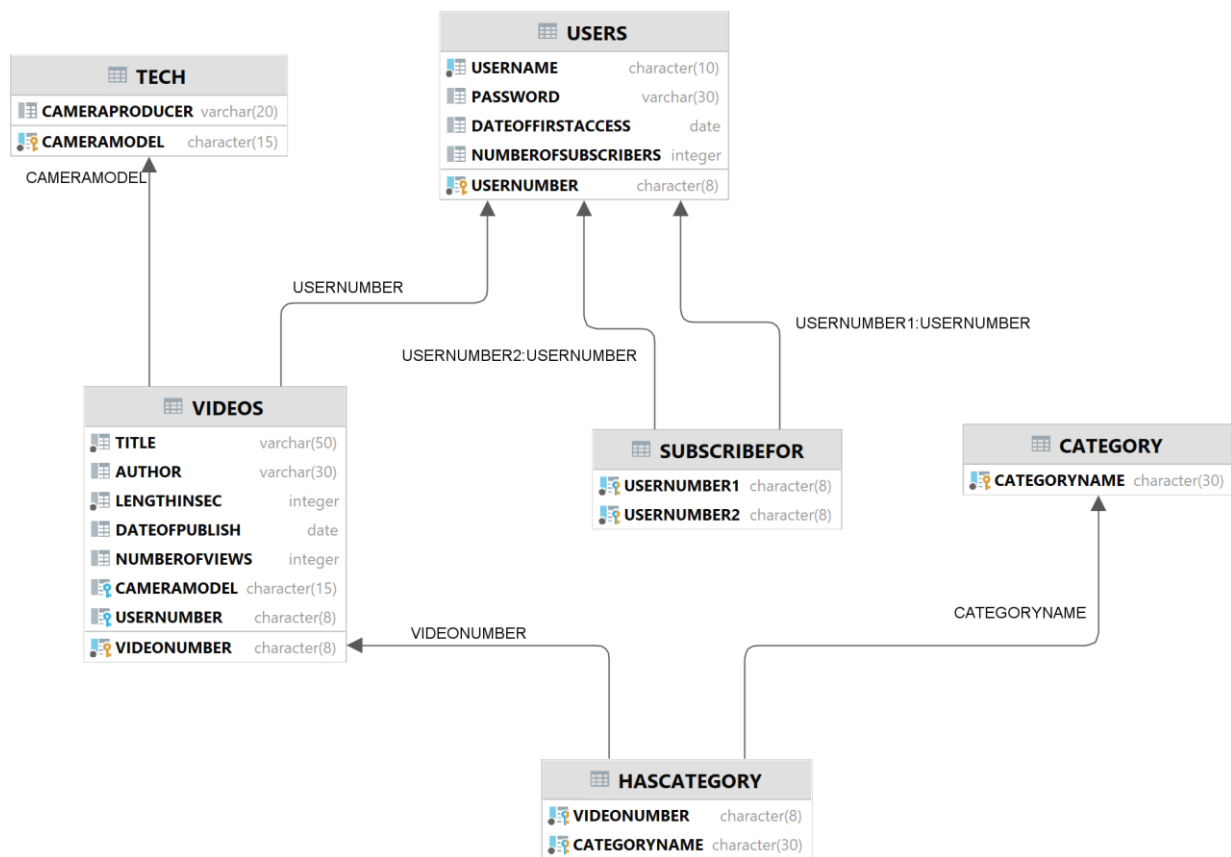 TECH
CAMERAPRODUCER varchar(20)
CAMERAMODEL character(15)
USERS
USERNAME character(10)
PASSWORD varchar(30)
DATEOFFIRSTACCESS date
NUMBEROFSUBSCRIBERS integer
USERNUMBER character(8)
CAMERAMODEL
USERNUMBER
USERNUMBER2:USERNUMBER
USERNUMBER1:USERNUMBER
VIDEOS
TITLE varchar(50)
AUTHOR varchar(30)
LENGTHINSEC integer
DATEOFPUBLISH date
NUMBEROFVIEWS integer
CAMERAMODEL character(15)
USERNUMBER character(8)
VIDEONUMBER character(8)
SUBSCRIBEFOR
USERNUMBER1 character(8)
USERNUMBER2 character(8)
CATEGORY
CATEGORYNAME character(30)
VIDEONUMBER
CATEGORYNAME
HASCATEGORY
VIDEONUMBER character(8)
CATEGORYNAME character(30)